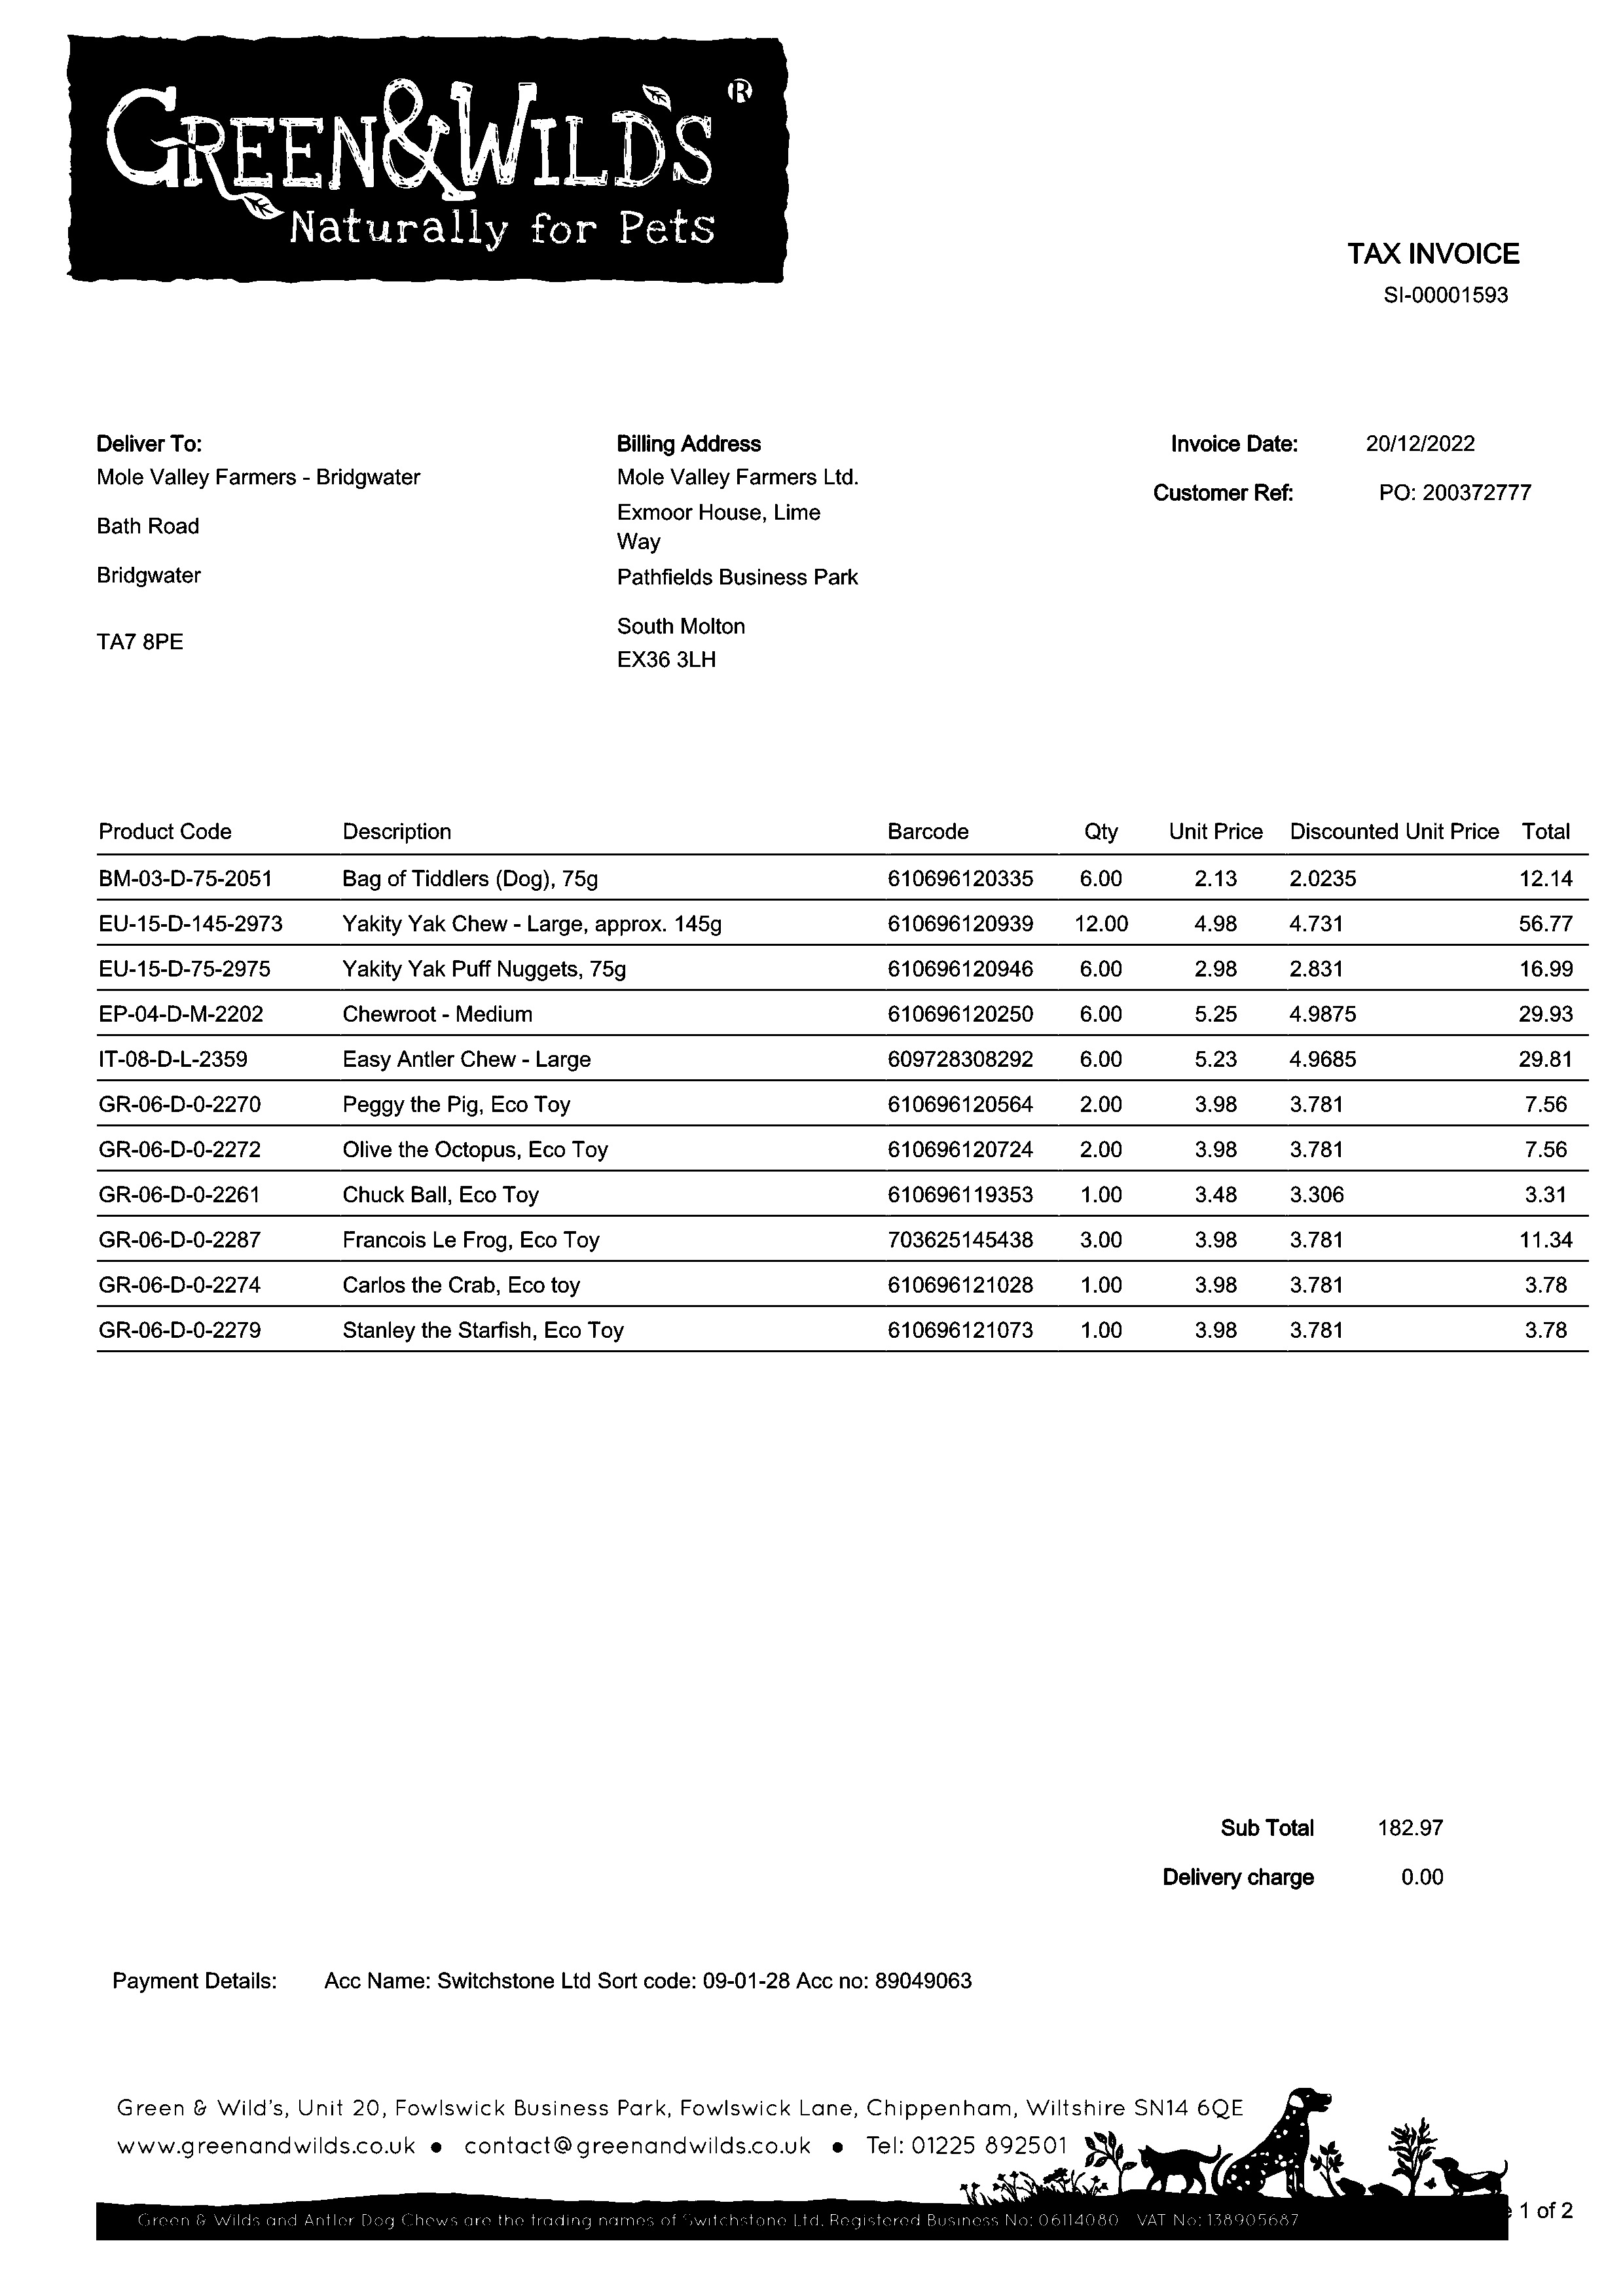 GREEN&WILD'S ®
Naturally for Pets
TAX INVOICE
SI-00001593
Deliver To: Billing Address Invoice Date: 20/12/2022
Mole Valley Farmers - Bridgwater Mole Valley Farmers Ltd.
Customer Ref: PO: 200372777
Bath Road Exmoor House, Lime
Way
Bridgwater Pathfields Business Park
South Molton
TA7 8PE
EX36 3LH
Product Code Description Barcode Qty Unit Price Discounted Unit Price Total
BM-03-D-75-2051 Bag of Tiddlers (Dog), 75g 610696120335 6.00 2.13 2.0235 12.14
EU-15-D-145-2973 Yakity Yak Chew - Large, approx. 145g 610696120939 12.00 4.98 4.731 56.77
EU-15-D-75-2975 Yakity Yak Puff Nuggets, 75g 610696120946 6.00 2.98 2.831 16.99
EP-04-D-M-2202 Chewroot - Medium 610696120250 6.00 5.25 4.9875 29.93
IT-08-D-L-2359 Easy Antler Chew - Large 609728308292 6.00 5.23 4.9685 29.81
GR-06-D-0-2270 Peggy the Pig, Eco Toy 610696120564 2.00 3.98 3.781 7.56
GR-06-D-0-2272 Olive the Octopus, Eco Toy 610696120724 2.00 3.98 3.781 7.56
GR-06-D-0-2261 Chuck Ball, Eco Toy 610696119353 1.00 3.48 3.306 3.31
GR-06-D-0-2287 Francois Le Frog, Eco Toy 703625145438 3.00 3.98 3.781 11.34
GR-06-D-0-2274 Carlos the Crab, Eco toy 610696121028 1.00 3.98 3.781 3.78
GR-06-D-0-2279 Stanley the Starfish, Eco Toy 610696121073 1.00 3.98 3.781 3.78
Sub Total 182.97
Delivery charge 0.00
Payment Details: Acc Name: Switchstone Ltd Sort code: 09-01-28 Acc no: 89049063
Green & Wild's, Unit 20, Fowlswick Business Park, Fowlswick Lane, Chippenham, Wiltshire SN14 6QE
www.greenandwilds.co.uk ● contact@greenandwilds.co.uk ● Tel: 01225 892501
1 of 2
Green & Wilds and Antler Dog Chews are the trading names of Switchstone Ltd. Registered Business No: 06114080 VAT No: 138905687